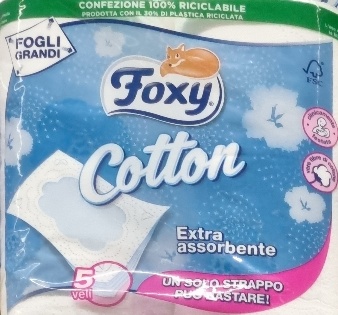 CONFEZIONE 100% RICICLABILE
PRODOTTA CON IL 30% DI PLASTICA RICICLATA
FOGLI
GRANDI
Foxy
FSC
Cotton
Extra
assorbente
5
veli
UN SOLO STRAPPO
PUÒ BASTARE!